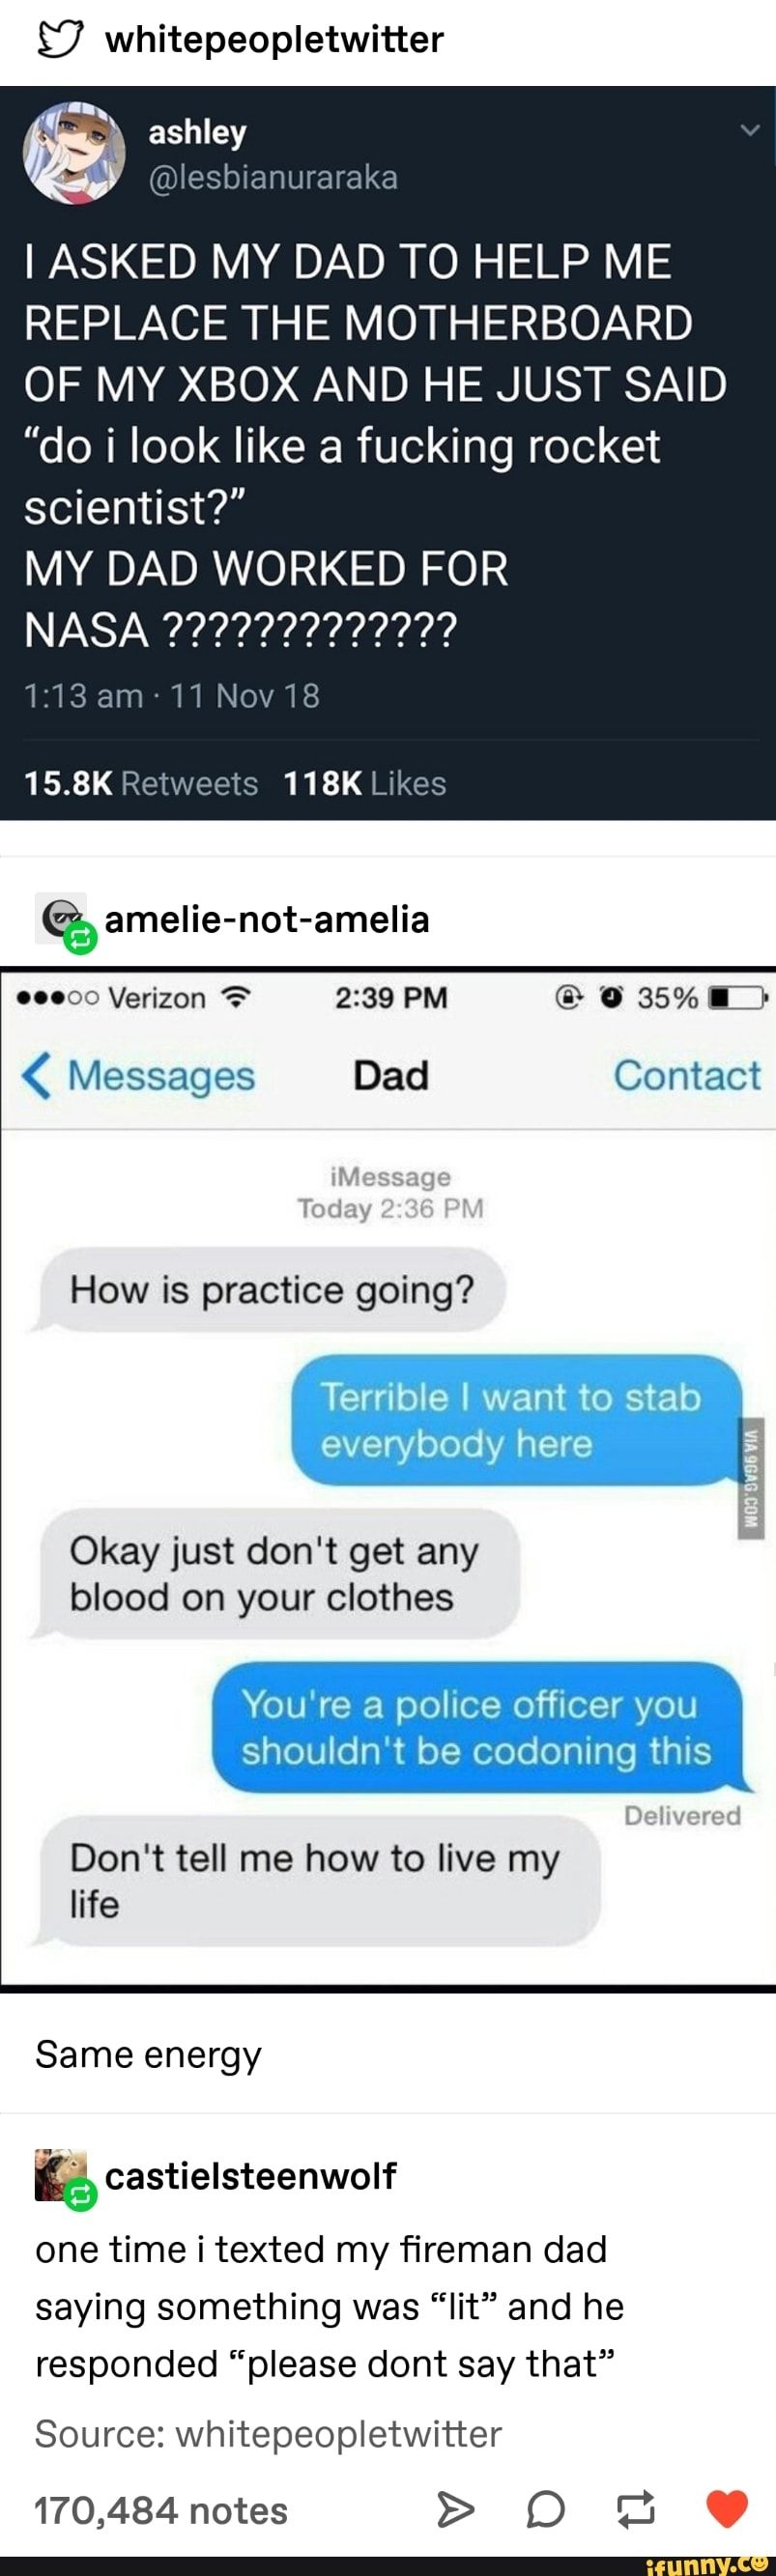 whitepeopletwitter
ashley
@lesbianuraraka
I ASKED MY DAD TO HELP ME
REPLACE THE MOTHERBOARD
OF MY XBOX AND HE JUST SAID
“do i look like a fucking rocket
scientist?”
MY DAD WORKED FOR
NASA ?????????????
1:13 am · 11 Nov 18
15.8K Retweets 118K Likes
amelie-not-amelia
Verizon 2:39 PM 35%
Messages Dad Contact
iMessage
Today 2:36 PM
How is practice going?
Terrible I want to stab
everybody here
VIA 9GAG.COM
Okay just don't get any
blood on your clothes
You're a police officer you
shouldn't be codoning this
Delivered
Don't tell me how to live my
life
Same energy
castielsteenwolf
one time i texted my fireman dad
saying something was “lit” and he
responded “please dont say that”
Source: whitepeopletwitter
170,484 notes
ifunny.co